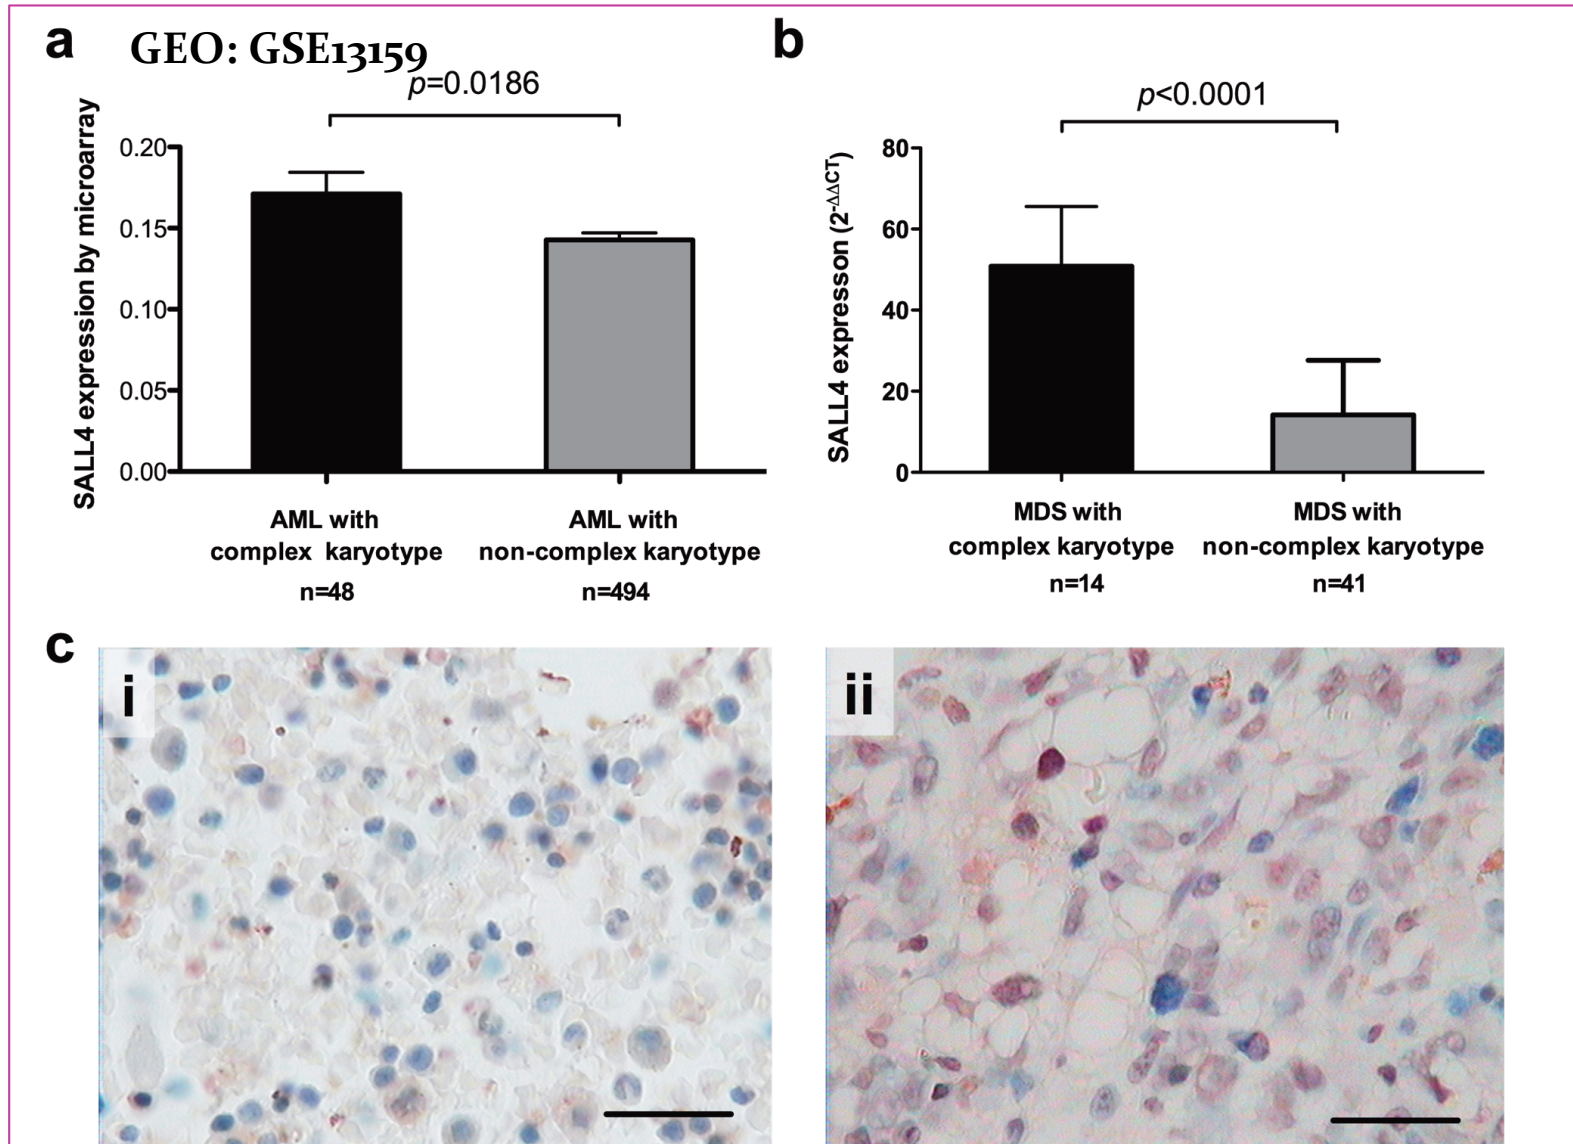 a
GEO: GSE13159
p=0.0186
SALL4 expression by microarray
0.20
0.15
0.10
0.05
0.00
AML with
complex karyotype
n=48
AML with
non-complex karyotype
n=494
b
p<0.0001
SALL4 expresson (2-ΔΔCT)
80
60
40
20
0
MDS with
complex karyotype
n=14
MDS with
non-complex karyotype
n=41
c
i
ii